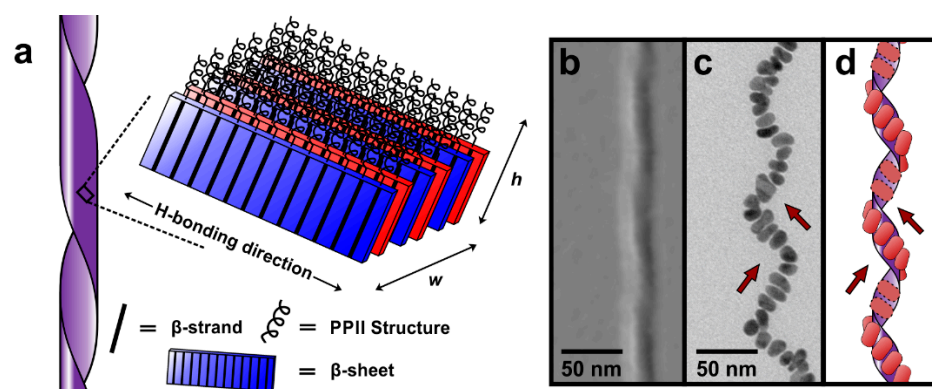 a
h
H-bonding direction
w
= β-strand
= PPII Structure
= β-sheet
b
50 nm
c
50 nm
d